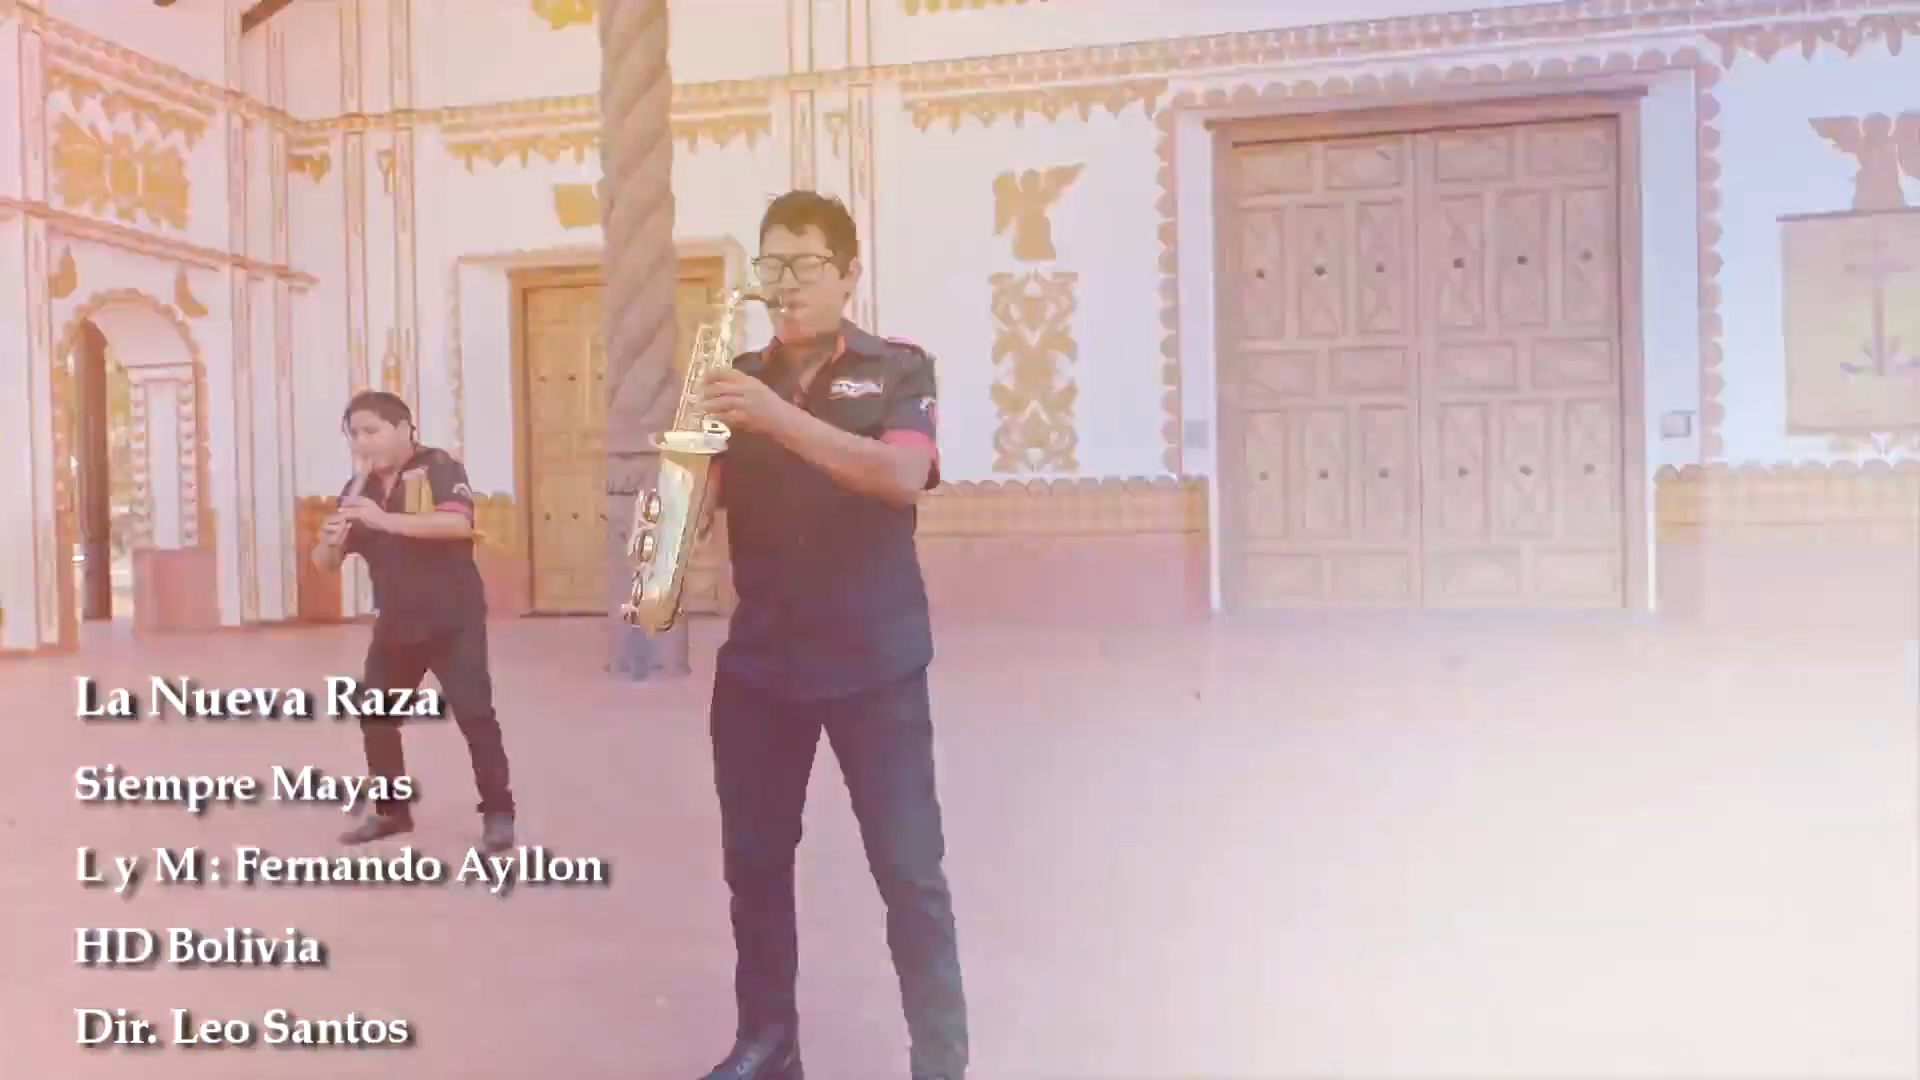 La Nueva Raza
Siempre Mayas
L y M : Fernando Ayllon
HD Bolivia
Dir. Leo Santos